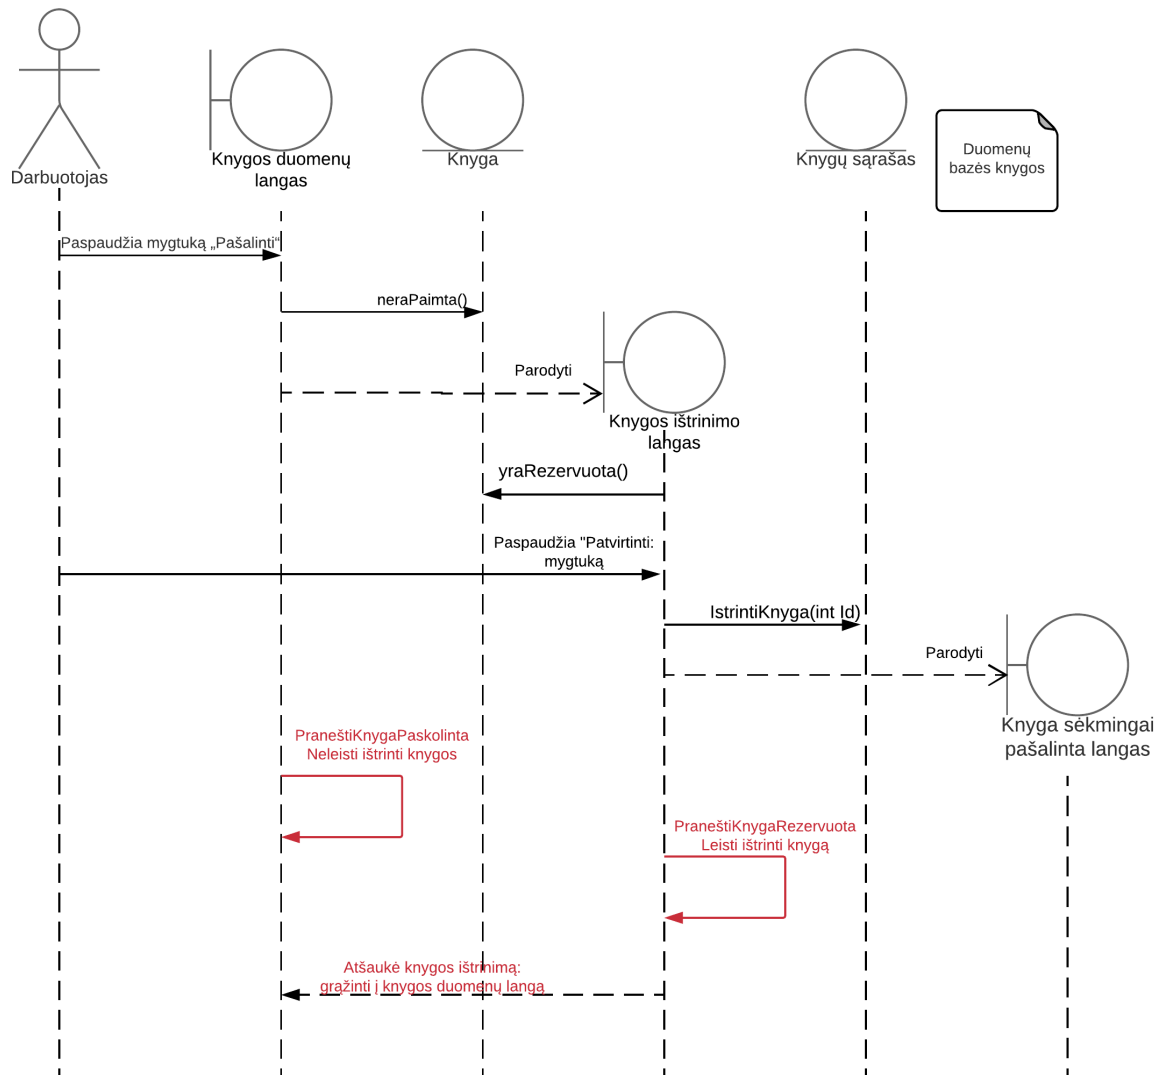 Darbuotojas
Knygos duomenų
langas
Knyga
Knygų sąrašas
Duomenų
bazės knygos
Paspaudžia mygtuką „Pašalinti“
neraPaimta()
Parodyti
Knygos ištrinimo
langas
yraRezervuota()
Paspaudžia "Patvirtinti:
mygtuką
IstrintiKnyga(int Id)
Parodyti
Knyga sėkmingai
pašalinta langas
PraneštiKnygaPaskolinta
Neleisti ištrinti knygos
PraneštiKnygaRezervuota
Leisti ištrinti knygą
Atšaukė knygos ištrinimą:
grąžinti į knygos duomenų langą